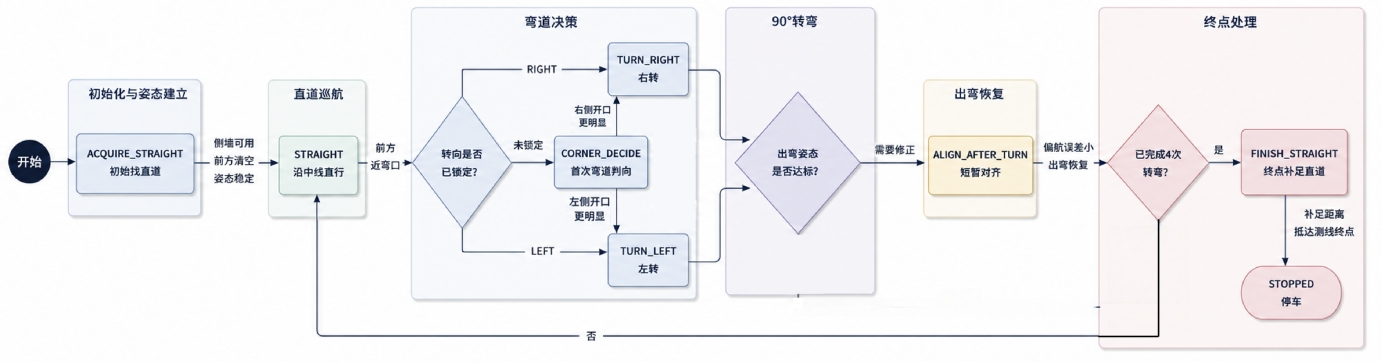 开始
初始化与姿态建立
ACQUIRE_STRAIGHT
初始找直道
侧墙可用
前方清空
姿态稳定
直道巡航
STRAIGHT
沿中线直行
前方
近弯口
弯道决策
转向是否
已锁定?
RIGHT
未锁定
LEFT
TURN_RIGHT
右转
右侧开口
更明显
CORNER_DECIDE
首次弯道判向
左侧开口
更明显
TURN_LEFT
左转
90°转弯
出弯姿态
是否达标?
需要修正
出弯恢复
ALIGN_AFTER_TURN
短暂对齐
偏航误差小
出弯恢复
终点处理
已完成4次
转弯?
是
FINISH_STRAIGHT
终点补足直道
补足距离
抵达测线终点
STOPPED
停车
否